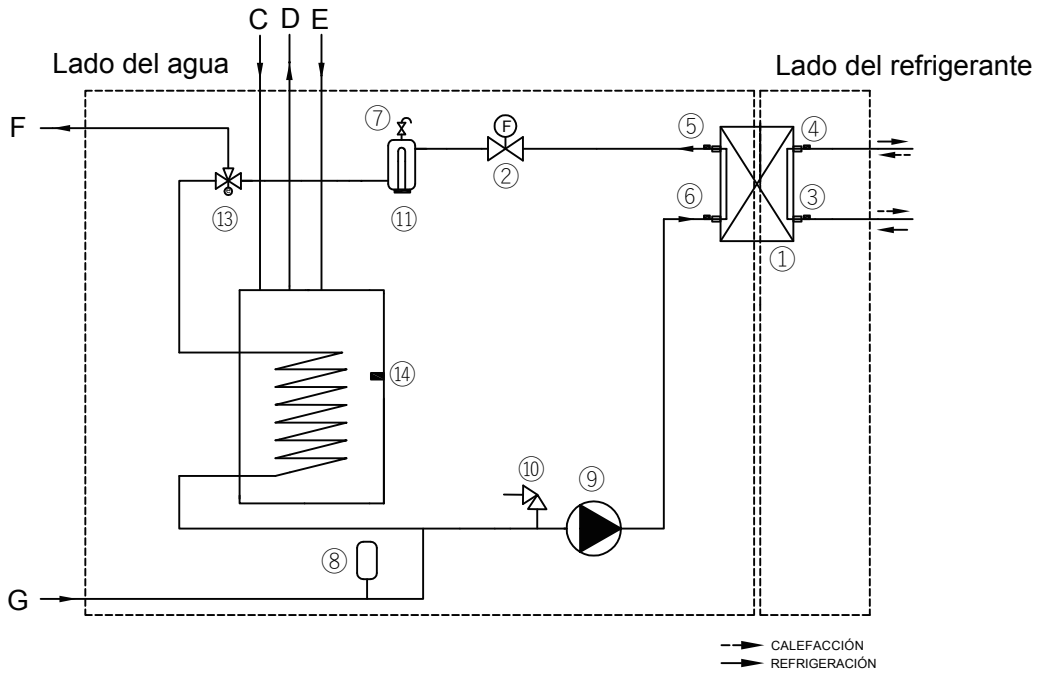 C D E
Lado del agua
Lado del refrigerante
F
⑦
F
⑤
④
②
⑬
⑪
⑥
③
①
⑭
⑩
⑨
⑧
G
CALEFACCIÓN
REFRIGERACIÓN